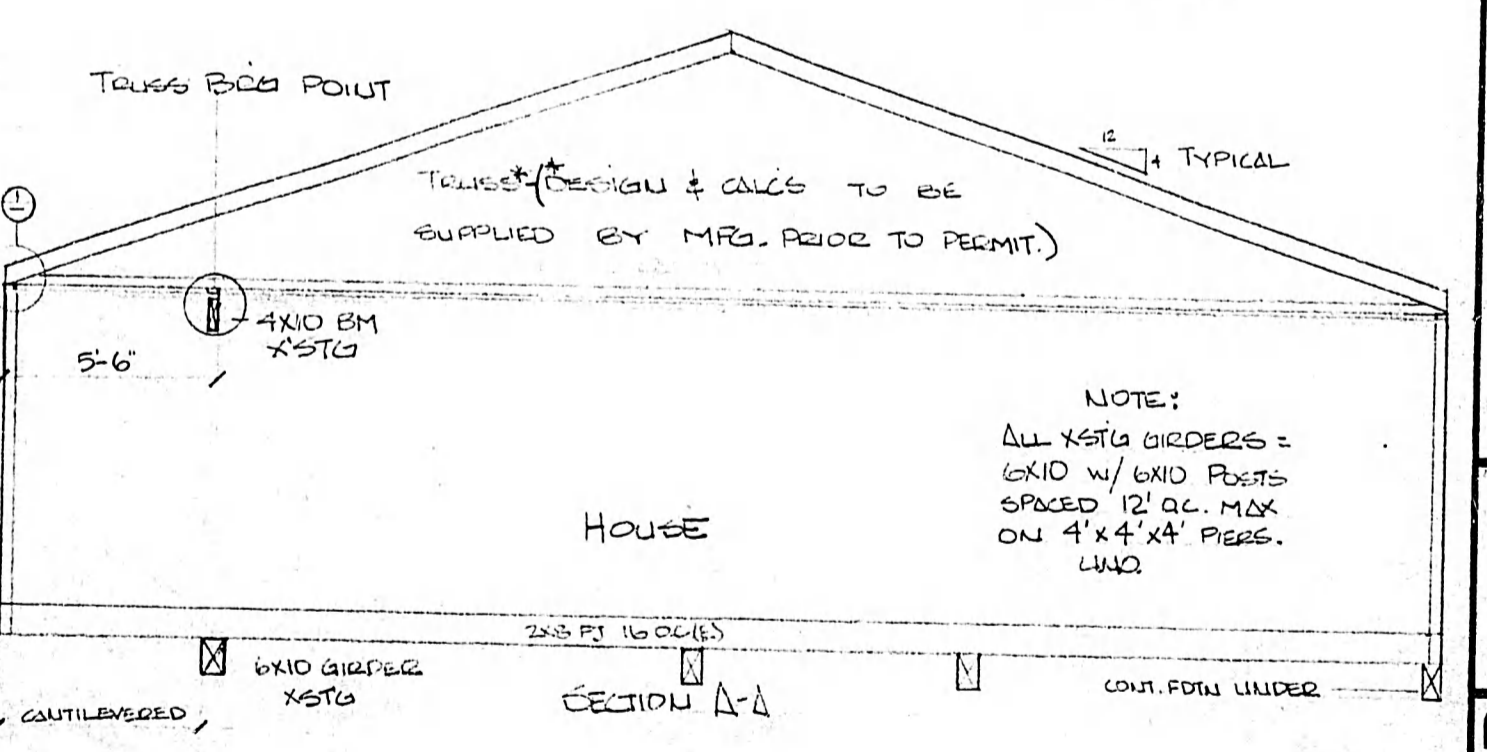 TRUSS BRG POINT
12
4 TYPICAL
1
TRUSS* (*DESIGN & CALCS TO BE
SUPPLIED BY MFG. PRIOR TO PERMIT.)
4X10 BM
X'STG
5'-6"
NOTE:
ALL XSTG GIRDERS =
6X10 W/ 6X10 POSTS
SPACED 12' O.C. MAX
ON 4'x4'x4' PIERS.
UNO.
HOUSE
2X8 FJ 16 O.C.(E)
6X10 GIRDER
XSTG
CONT. FDTN UNDER
SECTION A-A
CANTILEVERED